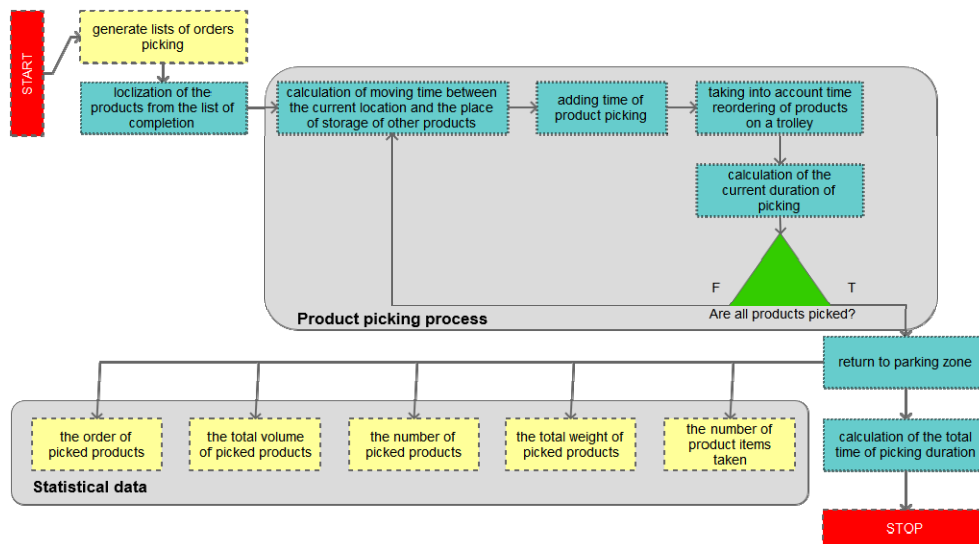 START
generate lists of orders
picking
loclization of the
products from the list of
completion
calculation of moving time between
the current location and the place
of storage of other products
adding time of
product picking
taking into account time
reordering of products
on a trolley
calculation of the
current duration of
picking
F
T
Are all products picked?
Product picking process
return to parking zone
the order of
picked products
the total volume
of picked products
the number of
picked products
the total weight of
picked products
the number of
product items
taken
calculation of the total
time of picking duration
Statistical data
STOP